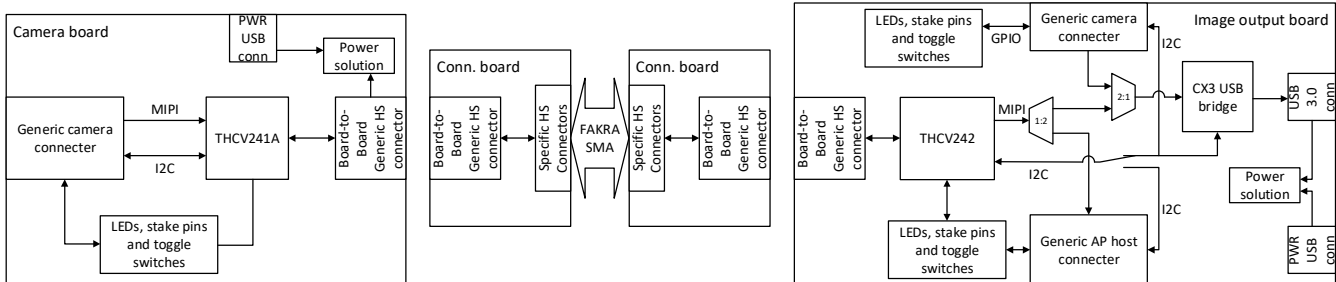 Camera board
PWR
USB
conn
Power
solution
Generic camera
connecter
MIPI
I2C
THCV241A
Board-to-
Board
Generic HS
connector
LEDs, stake pins
and toggle
switches
Conn. board
Board-to-
Board
Generic HS
connector
Specific HS
Connectors
FAKRA
SMA
Conn. board
Specific HS
Connectors
Board-to-
Board
Generic HS
connector
Image output board
LEDs, stake pins
and toggle
switches
GPIO
Generic camera
connecter
I2C
Board-to-
Board
Generic HS
connector
THCV242
MIPI
1:2
2:1
CX3 USB
bridge
USB
3.0
conn
I2C
I2C
Power
solution
LEDs, stake pins
and toggle
switches
Generic AP host
connecter
PWR
USB
conn